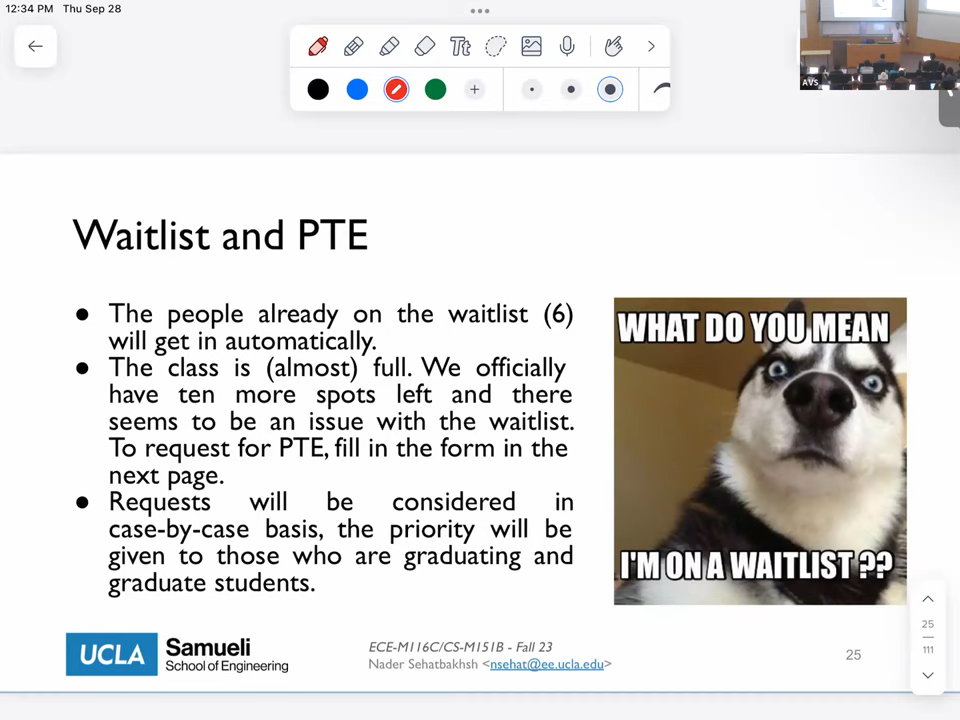 12:34 PM Thu Sep 28
Tt
AVS
Waitlist and PTE
● The people already on the waitlist (6)
will get in automatically.
● The class is (almost) full. We officially
have ten more spots left and there
seems to be an issue with the waitlist.
To request for PTE, fill in the form in the
next page.
● Requests will be considered in
case-by-case basis, the priority will be
given to those who are graduating and
graduate students.
WHAT DO YOU MEAN
I'M ON A WAITLIST ??
UCLA Samueli
School of Engineering
ECE-M116C/CS-M151B - Fall 23
Nader Sehatbakhsh <nsehat@ee.ucla.edu>
25
25
111